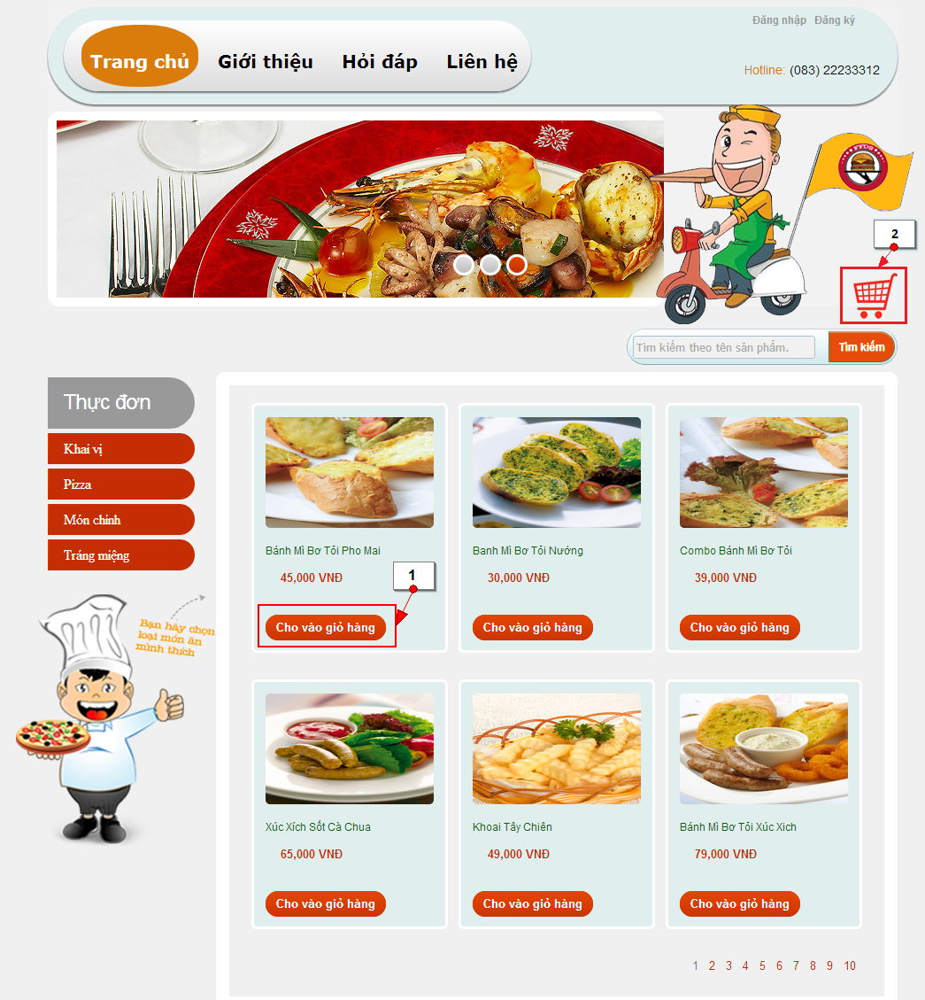 Đăng nhập Đăng ký
Trang chủ Giới thiệu Hỏi đáp Liên hệ
Hotline: (083) 22233312
FFDS
2
Tìm kiếm theo tên sản phẩm.
Tìm kiếm
Thực đơn
Khai vị
Pizza
Món chính
Tráng miệng
Bạn hãy chọn
loại món ăn
mình thích
Bánh Mì Bơ Tỏi Pho Mai
45,000 VNĐ
1
Cho vào giỏ hàng
Banh Mì Bơ Tỏi Nướng
30,000 VNĐ
Cho vào giỏ hàng
Combo Bánh Mì Bơ Tỏi
39,000 VNĐ
Cho vào giỏ hàng
Xúc Xích Sốt Cà Chua
65,000 VNĐ
Cho vào giỏ hàng
Khoai Tây Chiên
49,000 VNĐ
Cho vào giỏ hàng
Bánh Mì Bơ Tỏi Xúc Xich
79,000 VNĐ
Cho vào giỏ hàng
1 2 3 4 5 6 7 8 9 10